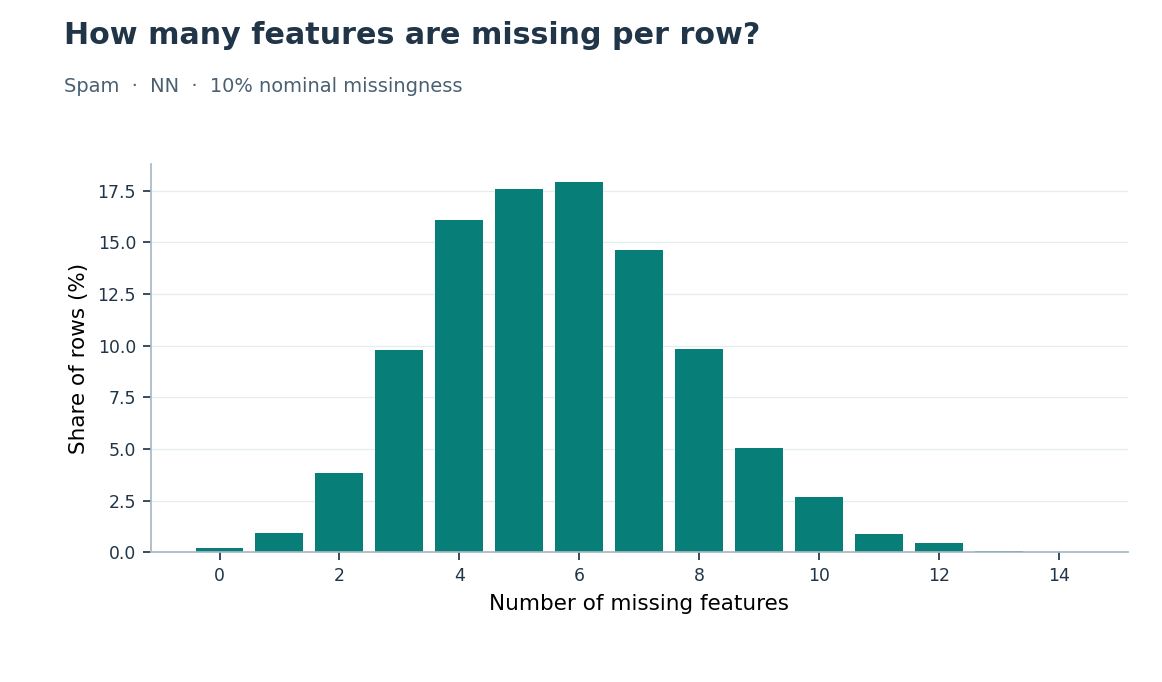 How many features are missing per row?
Spam · NN · 10% nominal missingness
Share of rows (%)
17.5
15.0
12.5
10.0
7.5
5.0
2.5
0.0
0 2 4 6 8 10 12 14
Number of missing features